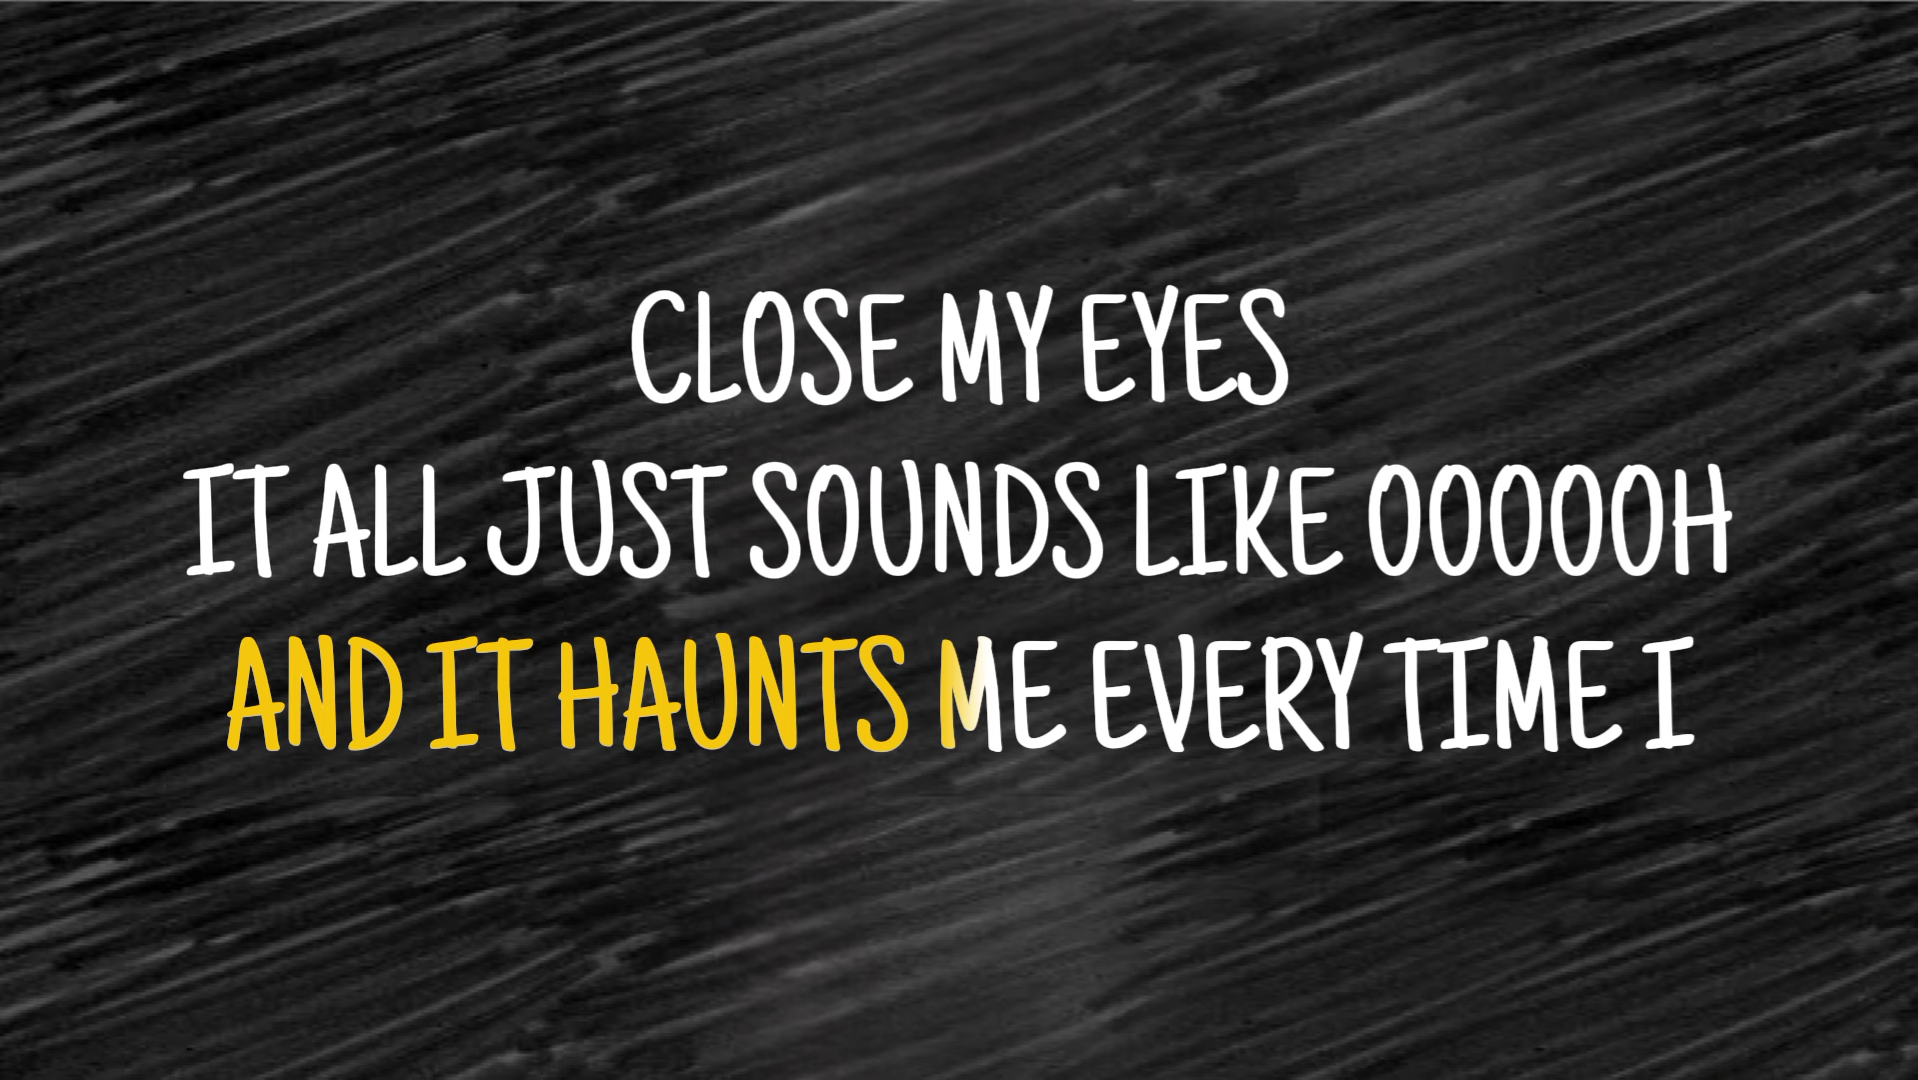 CLOSE MY EYES
IT ALL JUST SOUNDS LIKE OOOOOH
AND IT HAUNTS ME EVERY TIME I